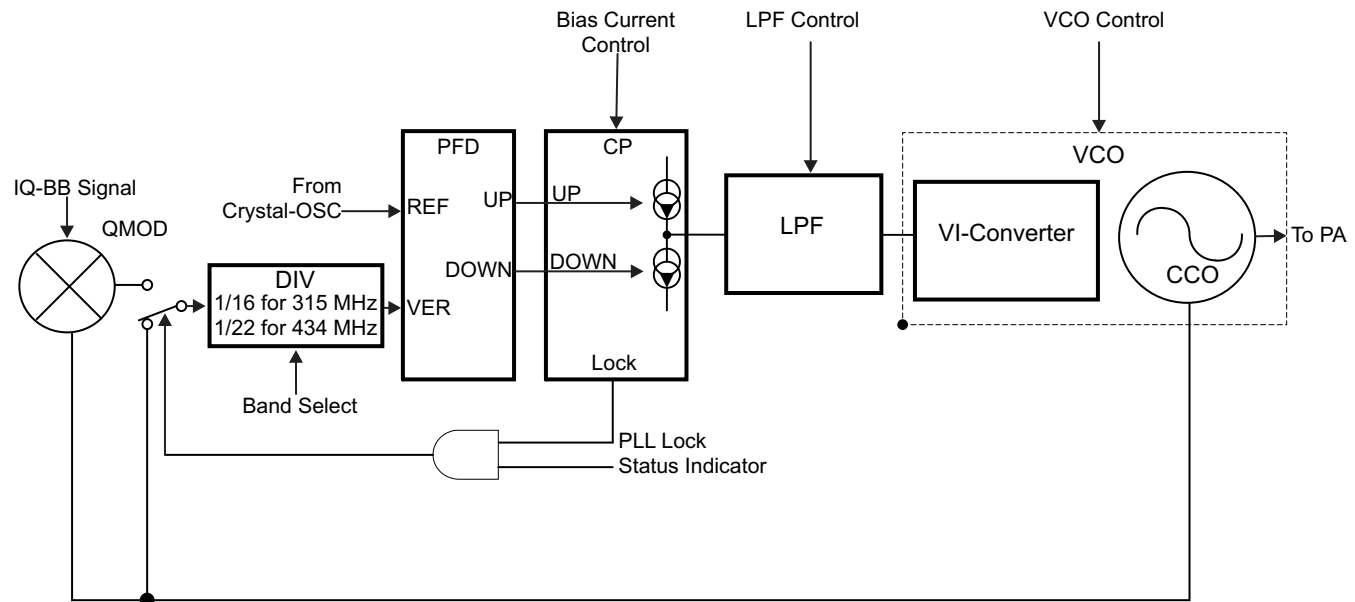 Bias Current
Control
LPF Control
VCO Control
IQ-BB Signal
QMOD
From
Crystal-OSC
PFD
REF
UP
DOWN
VER
CP
UP
DOWN
Lock
LPF
VCO
VI-Converter
CCO
To PA
DIV
1/16 for 315 MHz
1/22 for 434 MHz
Band Select
PLL Lock
Status Indicator